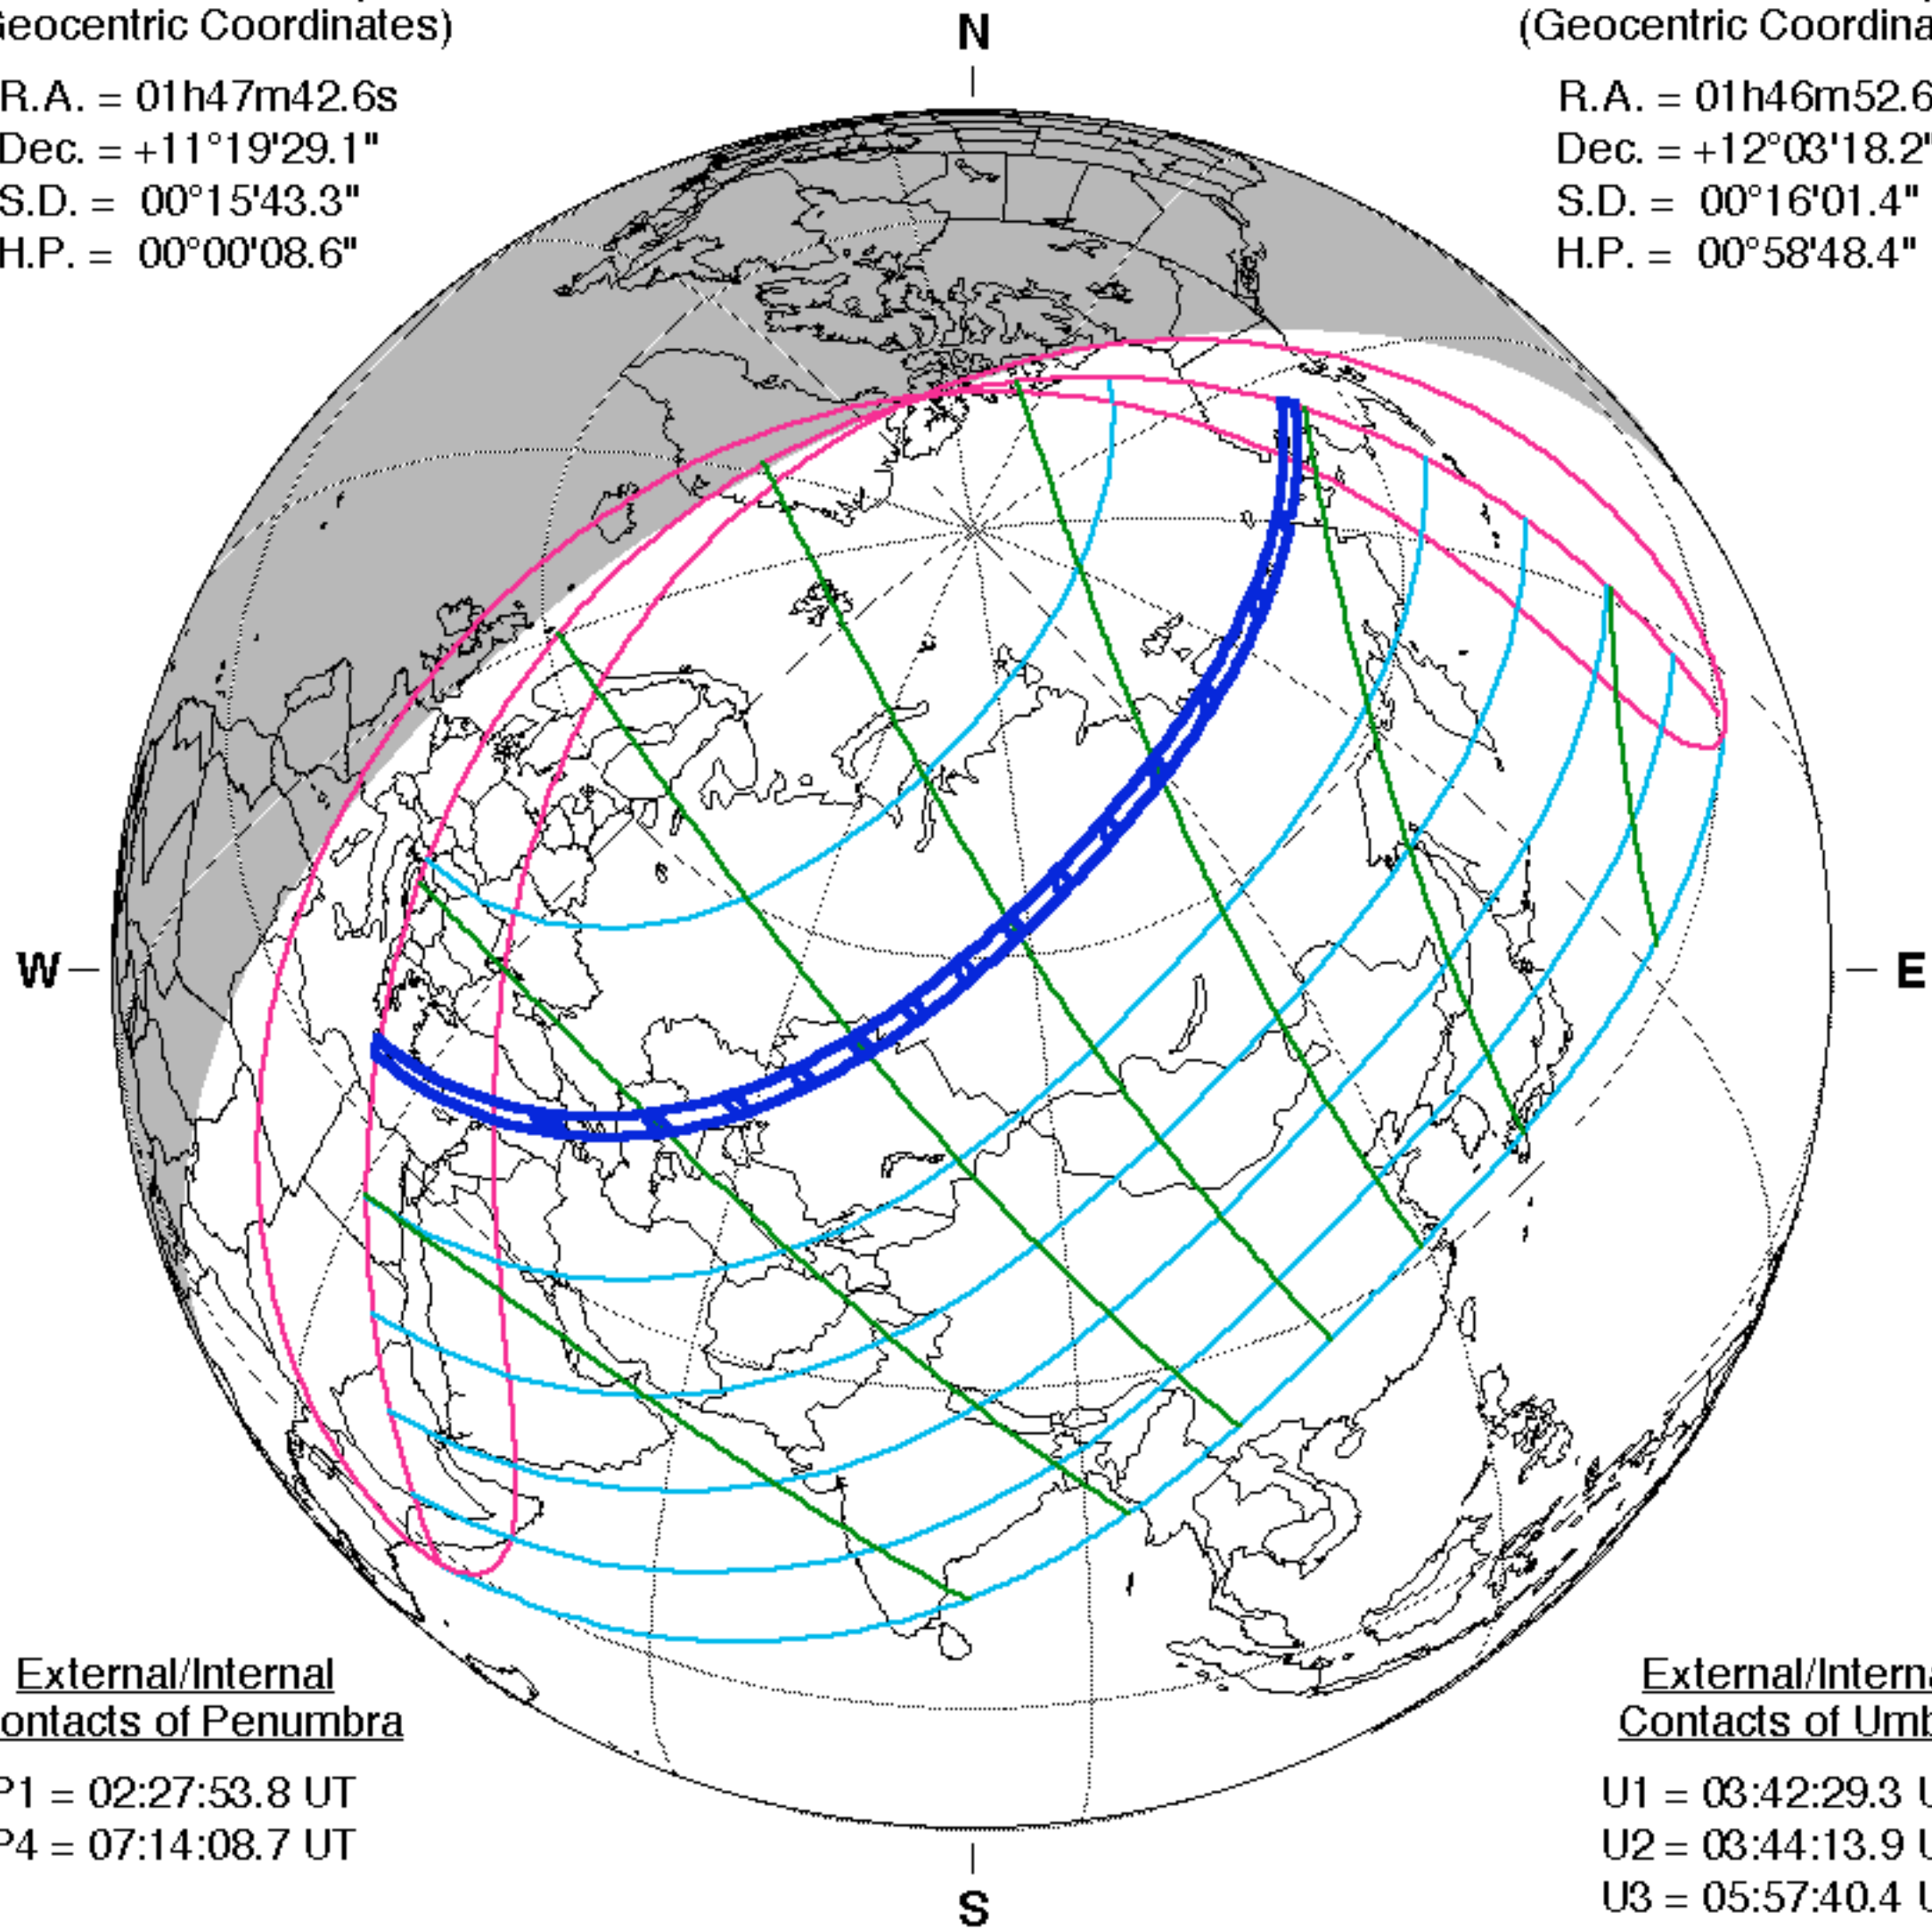 eocentric Coordinates)
R.A. = 01h47m42.6s
Dec. = +11°19'29.1"
S.D. = 00°15'43.3"
H.P. = 00°00'08.6"
N
(Geocentric Coordina
R.A. = 01h46m52.6
Dec. = +12°03'18.2"
S.D. = 00°16'01.4"
H.P. = 00°58'48.4"
W
E
External/Internal
ontacts of Penumbra
P1 = 02:27:53.8 UT
P4 = 07:14:08.7 UT
External/Interna
Contacts of Umb
U1 = 03:42:29.3 U
U2 = 03:44:13.9 U
U3 = 05:57:40.4 U
S